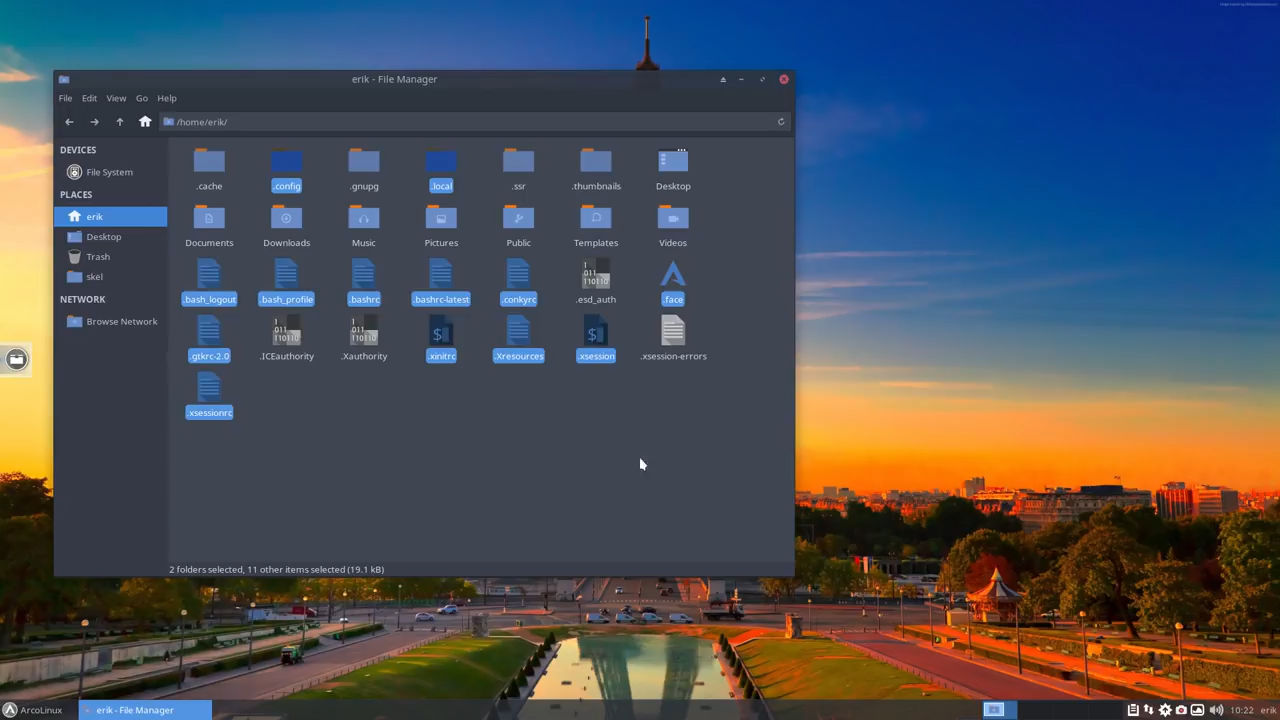 erik - File Manager
File Edit View Go Help
/home/erik/
DEVICES
File System
PLACES
erik
Desktop
Trash
skel
NETWORK
Browse Network
.cache .config .gnupg .local .ssr .thumbnails Desktop
Documents Downloads Music Pictures Public Templates Videos
.bash_logout .bash_profile .bashrc .bashrc-latest .conkyrc .esd_auth .face
.gtkrc-2.0 .ICEauthority .Xauthority .xinitrc .Xresources .xsession .xsession-errors
.xsessionrc
2 folders selected, 11 other items selected (19.1 kB)
ArcoLinux erik - File Manager 10:22 erik